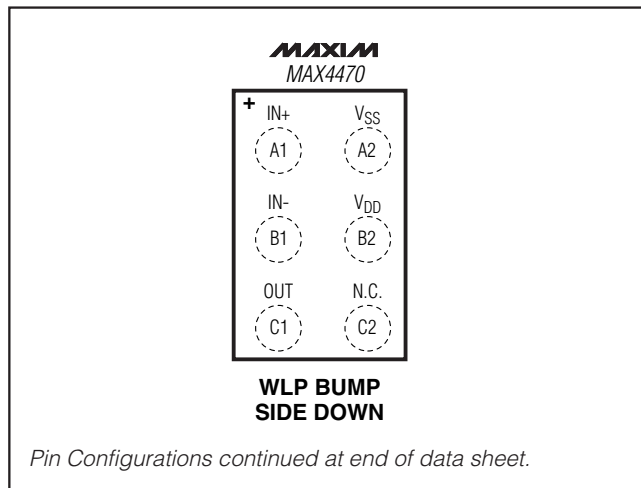 MAXIM
MAX4470
+
IN+ VSS
A1 A2
IN- VDD
B1 B2
OUT N.C.
C1 C2
WLP BUMP
SIDE DOWN
Pin Configurations continued at end of data sheet.